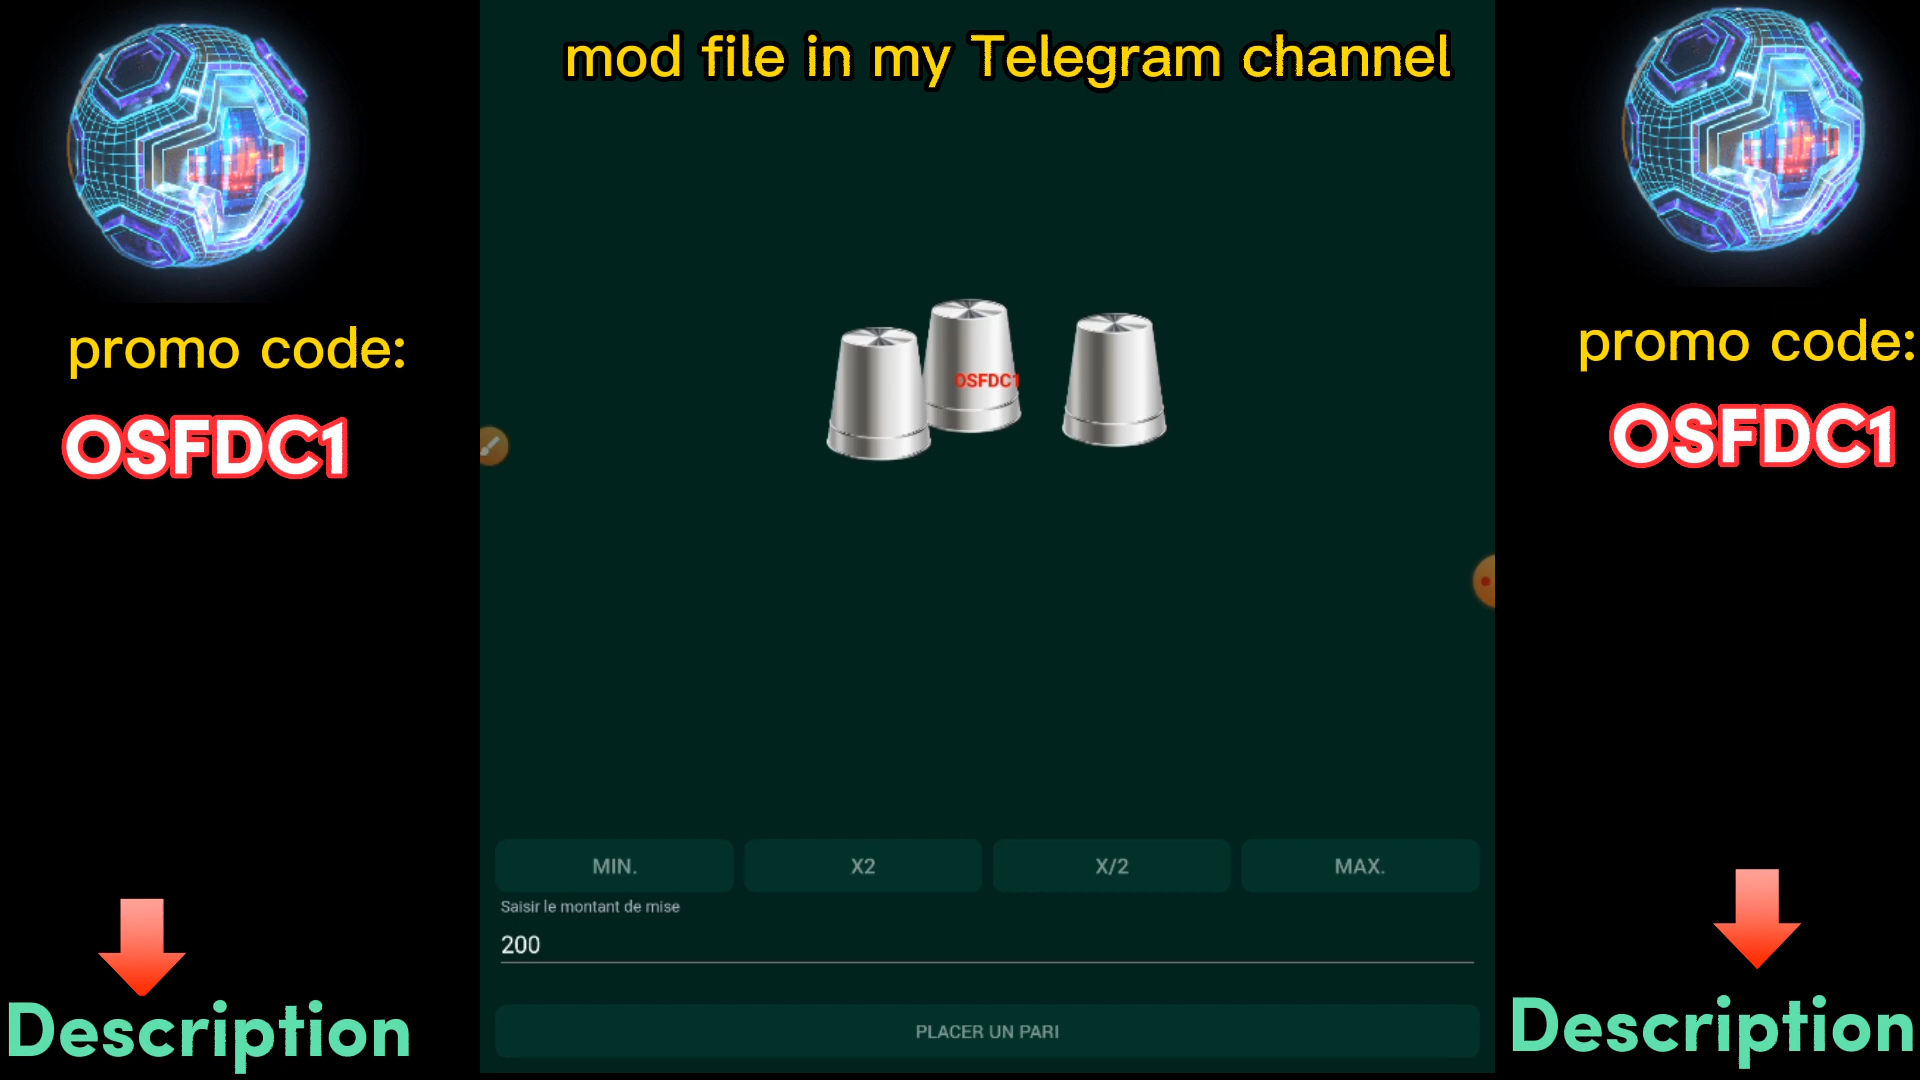 mod file in my Telegram channel
promo code:
OSFDC1
promo code:
OSFDC1
OSFDC1
MIN.
X2
X/2
MAX.
Saisir le montant de mise
200
PLACER UN PARI
Description
Description